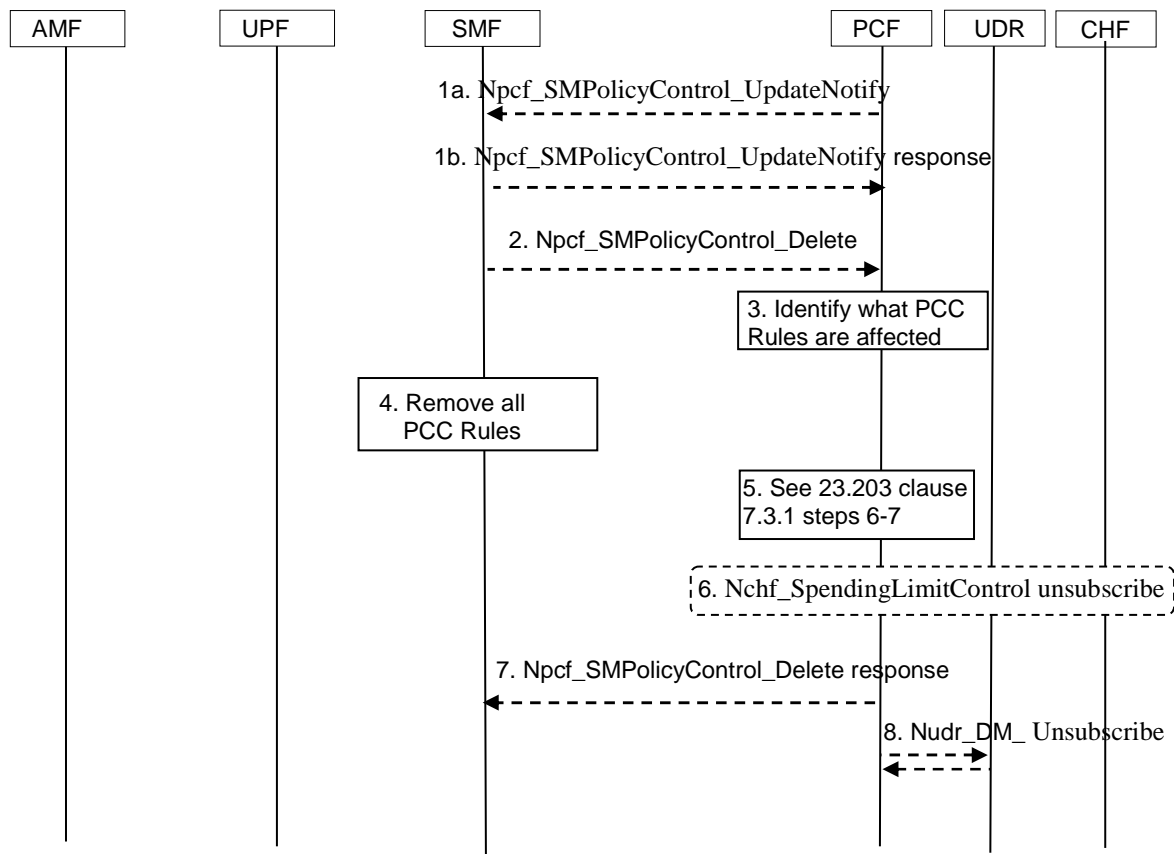 AMF
UPF
SMF
PCF
UDR
CHF
1a. Npcf_SMPolicyControl_UpdateNotify
1b. Npcf_SMPolicyControl_UpdateNotify response
2. Npcf_SMPolicyControl_Delete
3. Identify what PCC
Rules are affected
4. Remove all
PCC Rules
5. See 23.203 clause
7.3.1 steps 6-7
6. Nchf_SpendingLimitControl unsubscribe
7. Npcf_SMPolicyControl_Delete response
8. Nudr_DM_ Unsubscribe